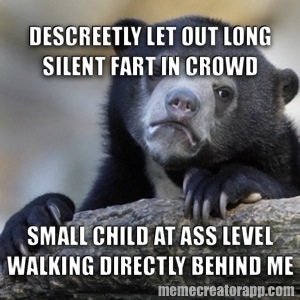 DESCREETLY LET OUT LONG
SILENT FART IN CROWD
SMALL CHILD AT ASS LEVEL
WALKING DIRECTLY BEHIND ME
memecreatorapp.com